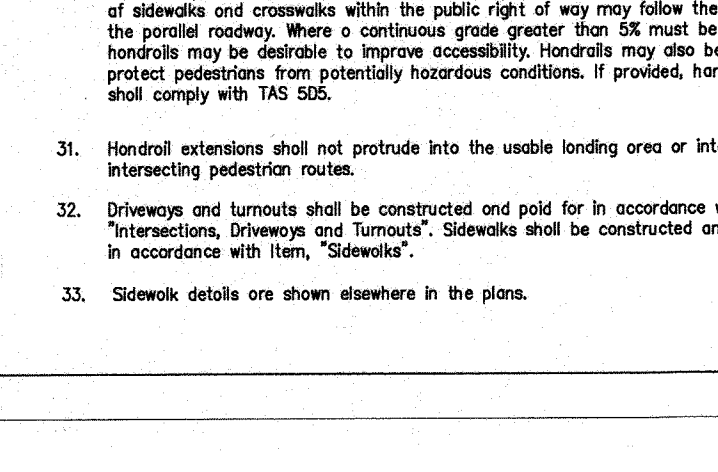 of sidewalks and crosswalks within the public right of way may follow the
the parallel roadway. Where a continuous grade greater than 5% must be
handrails may be desirable to improve accessibility. Handrails may also be
protect pedestrians from potentially hazardous conditions. If provided,
shall comply with TAS 505.
31. Handrail extensions shall not protrude into the usable landing area or
intersecting pedestrian routes.
32. Driveways and turnouts shall be constructed and paid for in accordance
"Intersections, Driveways and Turnouts". Sidewalks shall be constructed
in accordance with Item, "Sidewalks".
33. Sidewalk details are shown elsewhere in the plans.